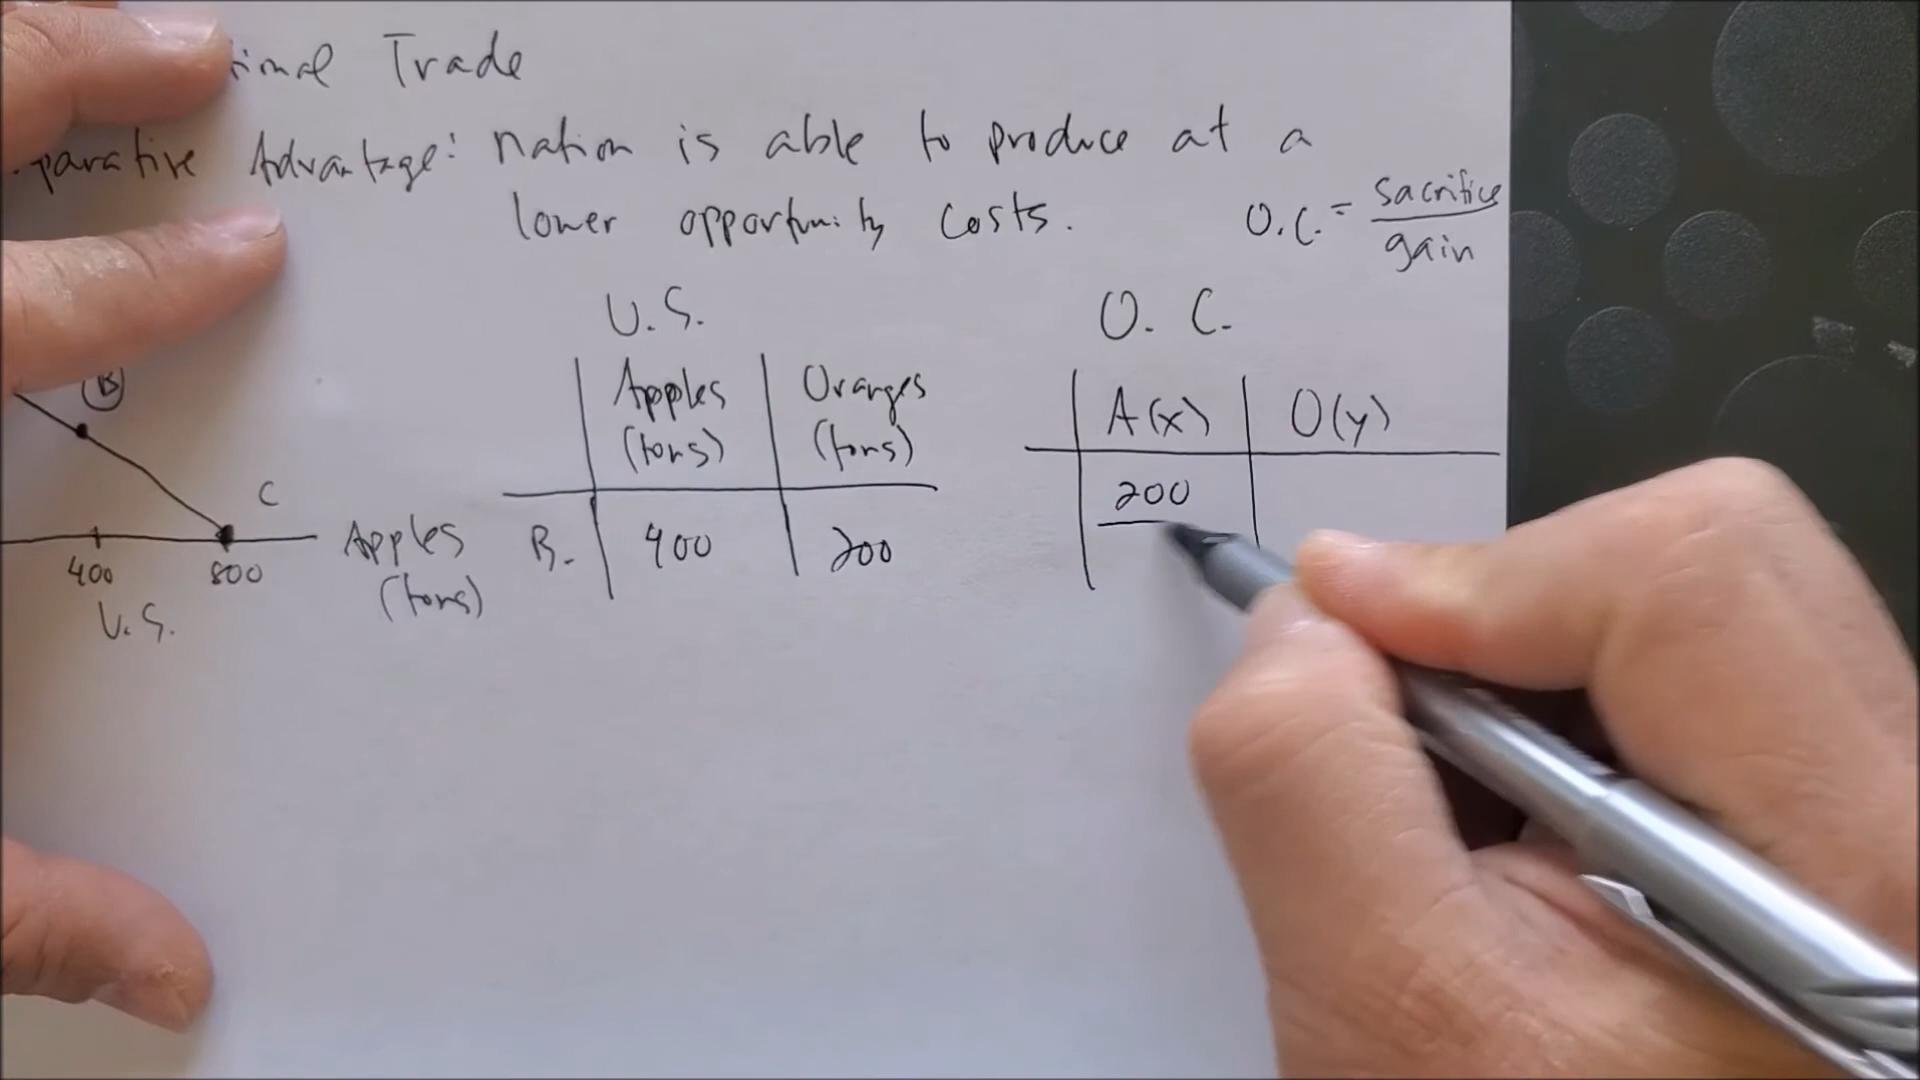 Trade
Advantage: nation is able to produce at a
lower opportunity costs.
O.C. = sacrifice
gain
U.S.
O. C.
Apples (tons) Oranges (tons)
A(x) O(y)
B. 400 200
200
B
C
400 800
Apples (tons)
U.S.